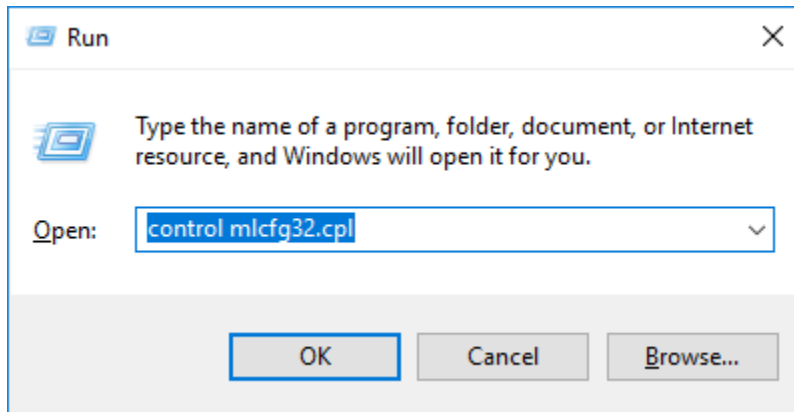 Run
Type the name of a program, folder, document, or Internet
resource, and Windows will open it for you.
Open: control mlcfg32.cpl
OK Cancel Browse...